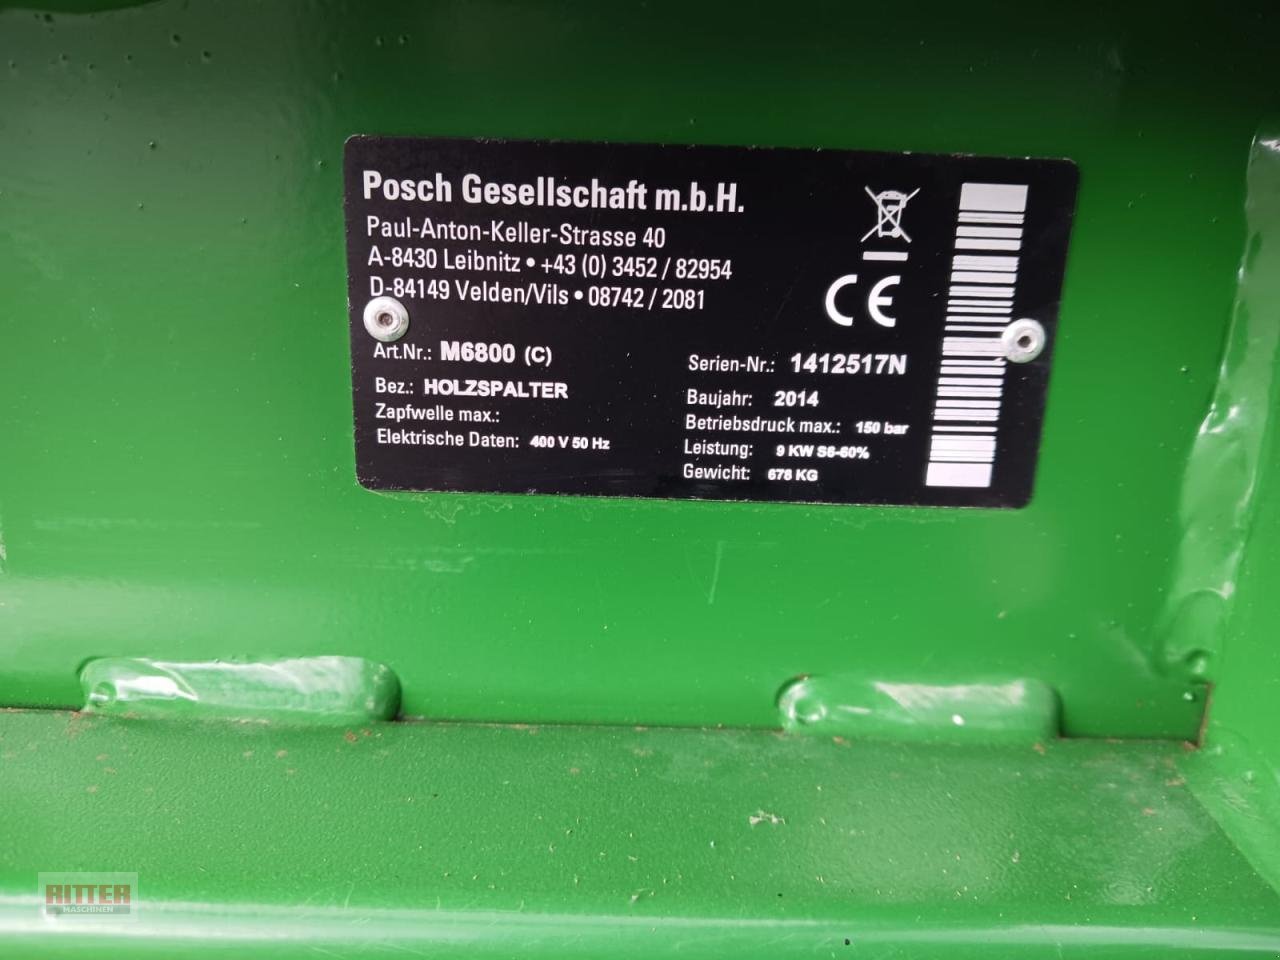 Posch Gesellschaft m.b.H.
Paul-Anton-Keller-Strasse 40
A-8430 Leibnitz • +43 (0) 3452 / 82954
D-84149 Velden/Vils • 08742 / 2081
CE
Art.Nr.: M6800 (C)
Bez.: HOLZSPALTER
Zapfwelle max.:
Elektrische Daten: 400 V 50 Hz
Serien-Nr.: 1412517N
Baujahr: 2014
Betriebsdruck max.: 150 bar
Leistung: 9 KW S6-60%
Gewicht: 678 KG
RITTER
MASCHINEN